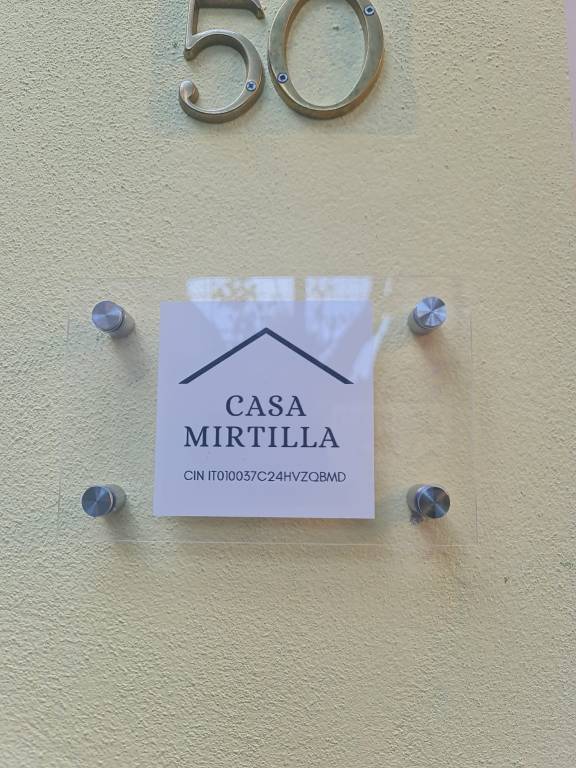 50
CASA
MIRTILLA
CIN IT010037C24HVZQBMD